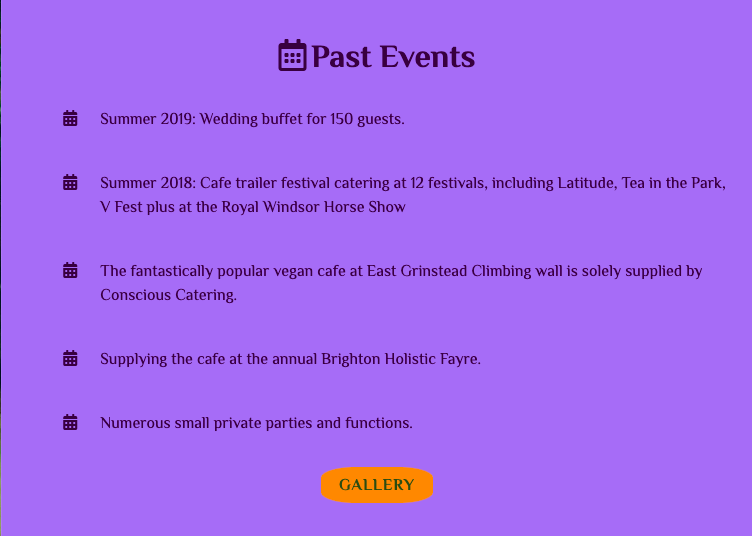 Past Events
Summer 2019: Wedding buffet for 150 guests.
Summer 2018: Cafe trailer festival catering at 12 festivals, including Latitude, Tea in the Park,
V Fest plus at the Royal Windsor Horse Show
The fantastically popular vegan cafe at East Grinstead Climbing wall is solely supplied by
Conscious Catering.
Supplying the cafe at the annual Brighton Holistic Fayre.
Numerous small private parties and functions.
GALLERY